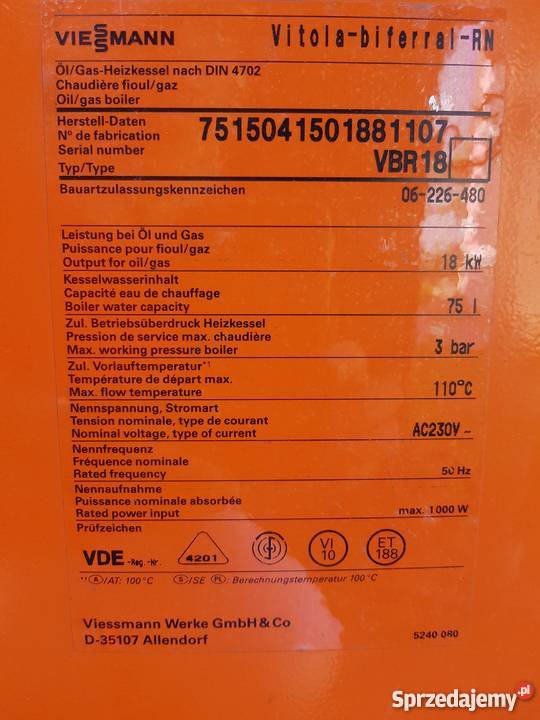 VIESSMANN Vitola-biferral-RN
Öl/Gas-Heizkessel nach DIN 4702
Chaudière fioul/gaz
Oil/gas boiler
Herstell-Daten
N° de fabrication 7515041501881107
Serial number
Typ/Type VBR18
Bauartzulassungskennzeichen 06-226-480
Leistung bei Öl und Gas
Puissance pour fioul/gaz
Output for oil/gas 18 kW
Kesselwasserinhalt
Capacité eau de chauffage
Boiler water capacity 75 l
Zul. Betriebsüberdruck Heizkessel
Pression de service max. chaudière
Max. working pressure boiler 3 bar
Zul. Vorlauftemperatur*¹
Température de départ max.
Max. flow temperature 110°C
Nennspannung, Stromart
Tension nominale, type de courant
Nominal voltage, type of current AC230V ~
Nennfrequenz
Fréquence nominale
Rated frequency 50 Hz
Nennaufnahme
Puissance nominale absorbée
Rated power input max. 1000 W
Prüfzeichen
VDE-Reg.-Nr. 4201 VI 10 ET 188
*¹ A/AT: 100°C S/SE PL: Berechnungstemperatur 100°C
Viessmann Werke GmbH & Co
D-35107 Allendorf 5240 080
Sprzedajemy.pl